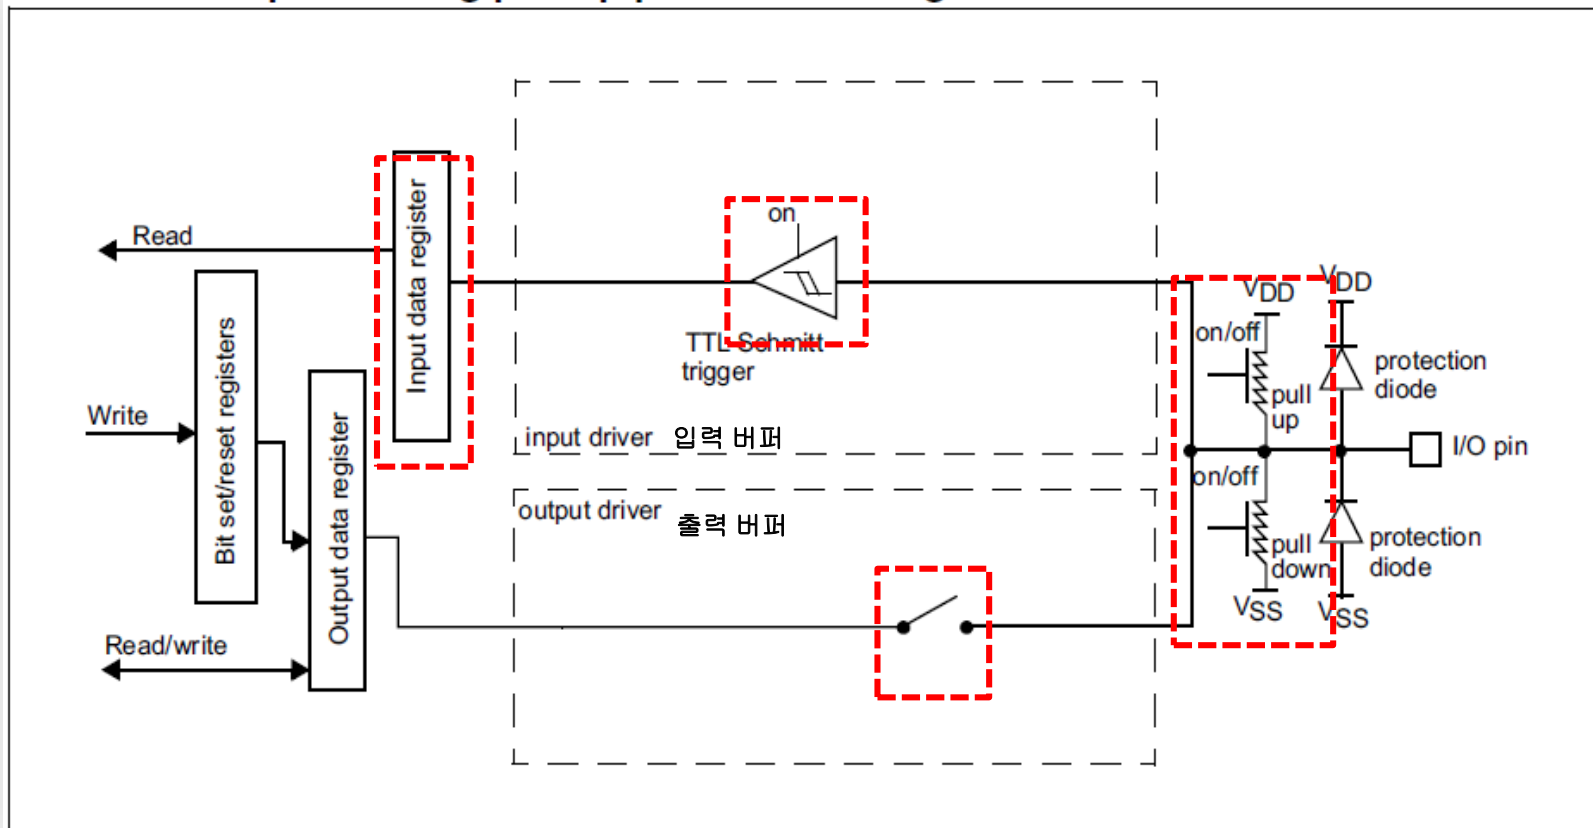 Read
Input data register
on
TTL Schmitt
trigger
input driver 입력 버퍼
Write
Bit set/reset registers
Output data register
Read/write
output driver 출력 버퍼
VDD
on/off
pull
up
on/off
pull
down
VSS
VDD
protection
diode
I/O pin
protection
diode
VSS